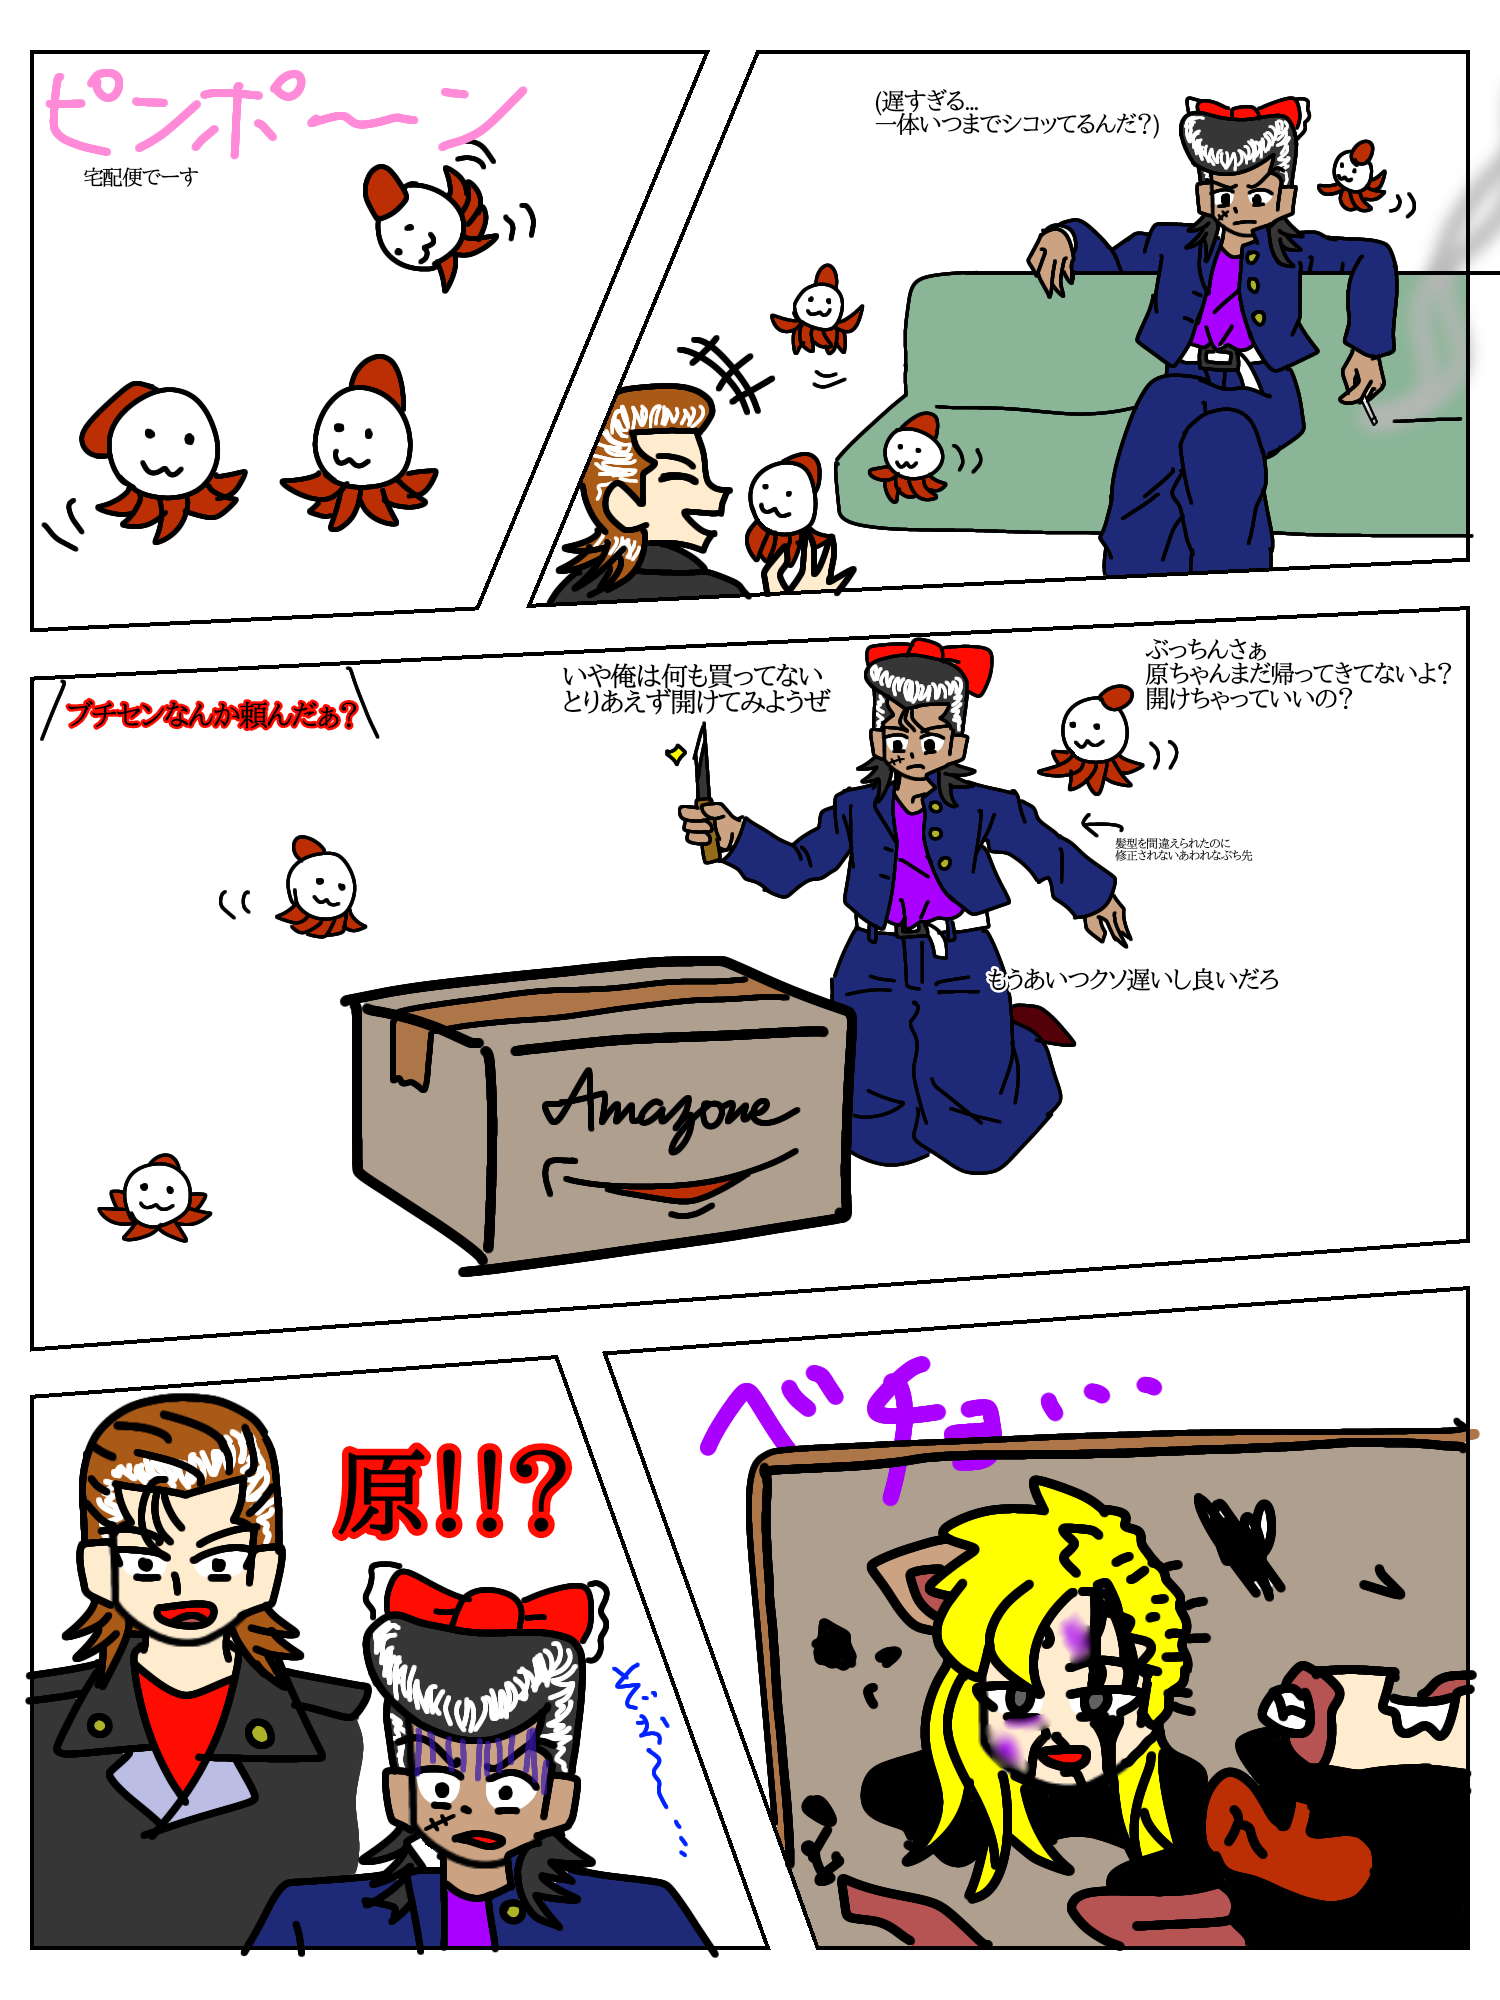 ピンポ〜ン
宅配便でーす
(遅すぎる...
一体いつまでシコッてるんだ?)
ブチセンなんか頼んだぁ?
いや俺は何も買ってない
とりあえず開けてみようぜ
ぶっちんさぁ
原ちゃんまだ帰ってきてないよ?
開けちゃっていいの?
髪型を間違えられたのに
修正されないあわれなぶち先
もうあいつクソ遅いし良いだろ
Amazone
原!!?
ベチョ...